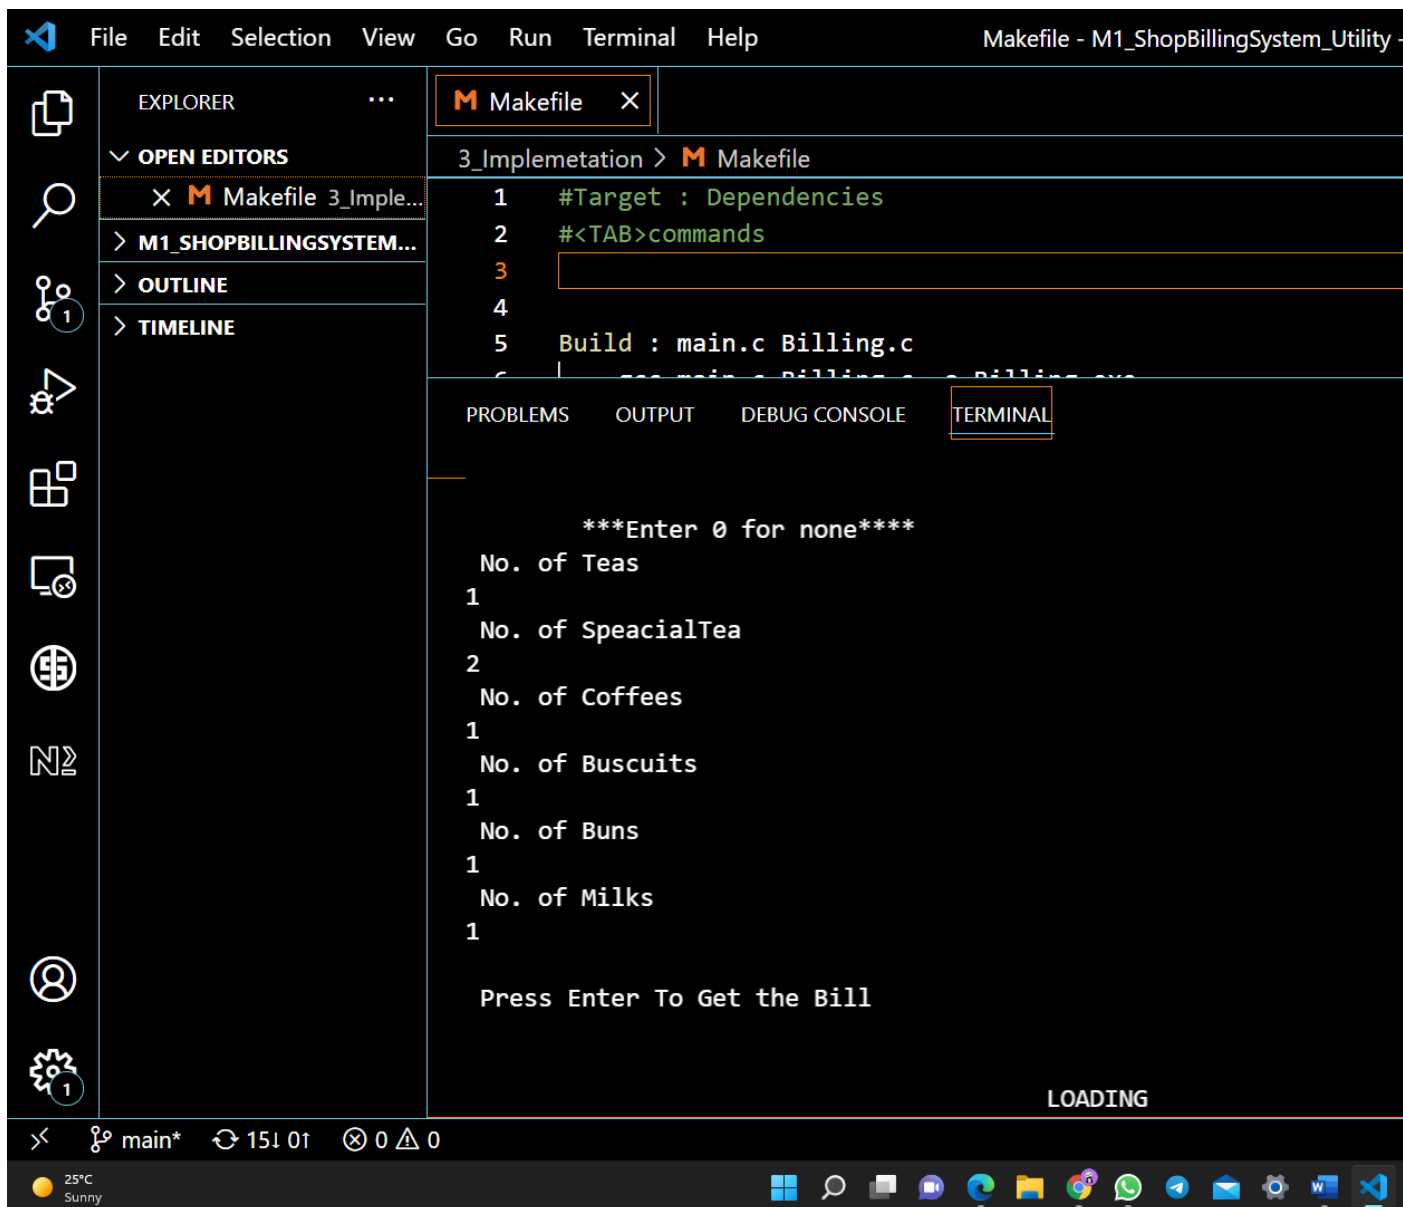 File Edit Selection View Go Run Terminal Help Makefile - M1_ShopBillingSystem_Utility -
EXPLORER ···
OPEN EDITORS
Makefile 3_Imple...
M1_SHOPBILLINGSYSTEM...
OUTLINE
TIMELINE
1
1
Makefile
3_Implemetation > Makefile
1 #Target : Dependencies
2 #<TAB>commands
3
4
5 Build : main.c Billing.c
PROBLEMS OUTPUT DEBUG CONSOLE TERMINAL
***Enter 0 for none****
No. of Teas
1
No. of SpeacialTea
2
No. of Coffees
1
No. of Buscuits
1
No. of Buns
1
No. of Milks
1
Press Enter To Get the Bill
LOADING
main* 15↓ 0↑ 0 0
25°C
Sunny